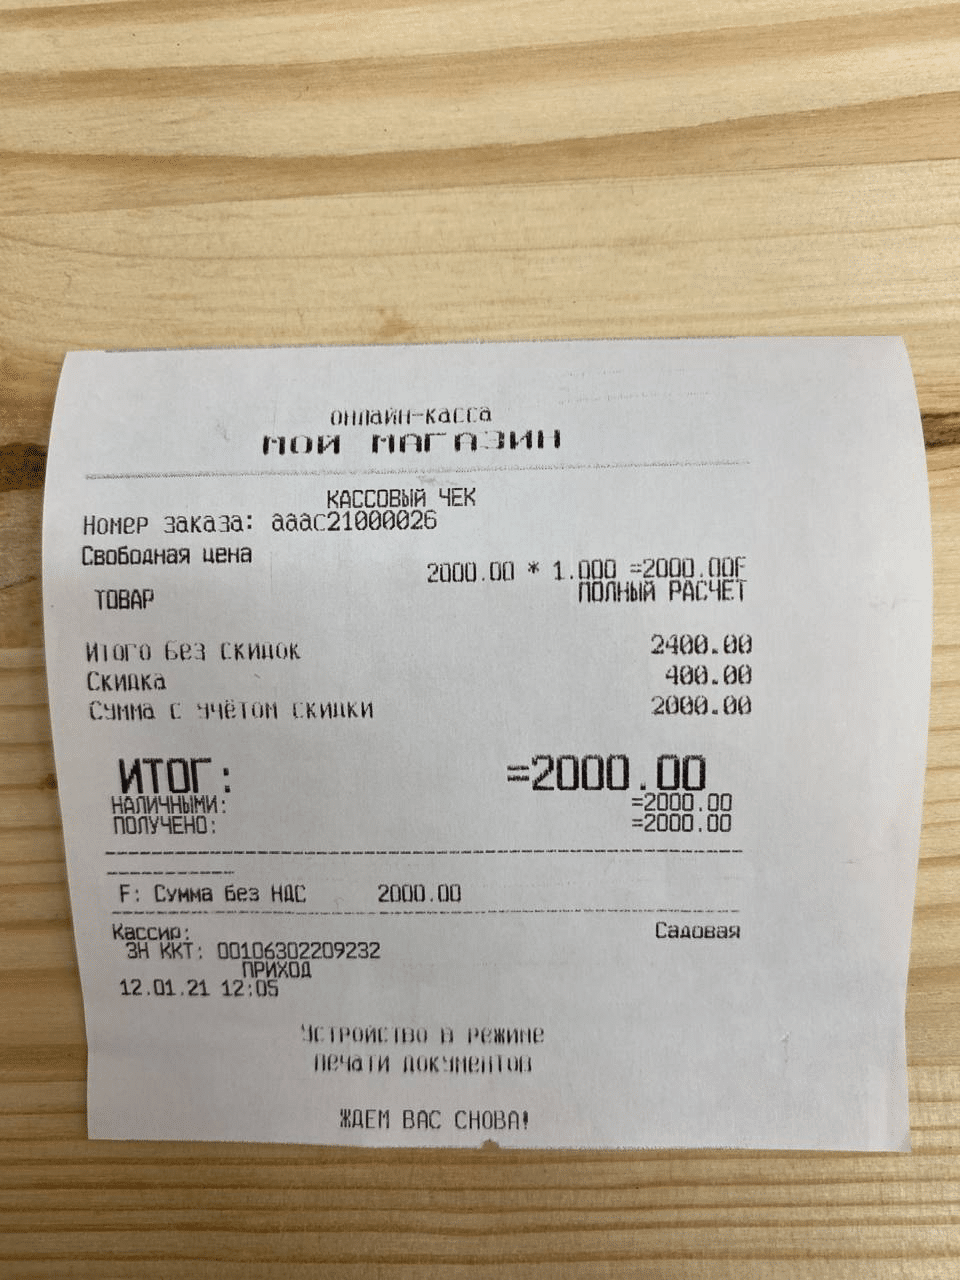 онлайн-касса
МОЙ МАГАЗИН
КАССОВЫЙ ЧЕК
Номер заказа: аааС21000026
Свободная цена
2000.00 * 1.000 =2000.00F
ТОВАР ПОЛНЫЙ РАСЧЕТ
Итого без скидок 2400.00
Скидка 400.00
Сумма с учётом скидки 2000.00
ИТОГ: =2000.00
НАЛИЧНЫМИ: =2000.00
ПОЛУЧЕНО: =2000.00
F: Сумма без НДС 2000.00
Кассир: Садовая
ЗН ККТ: 00106302209232
ПРИХОД
12.01.21 12:05
Устройство в режиме
печати документов
ЖДЕМ ВАС СНОВА!